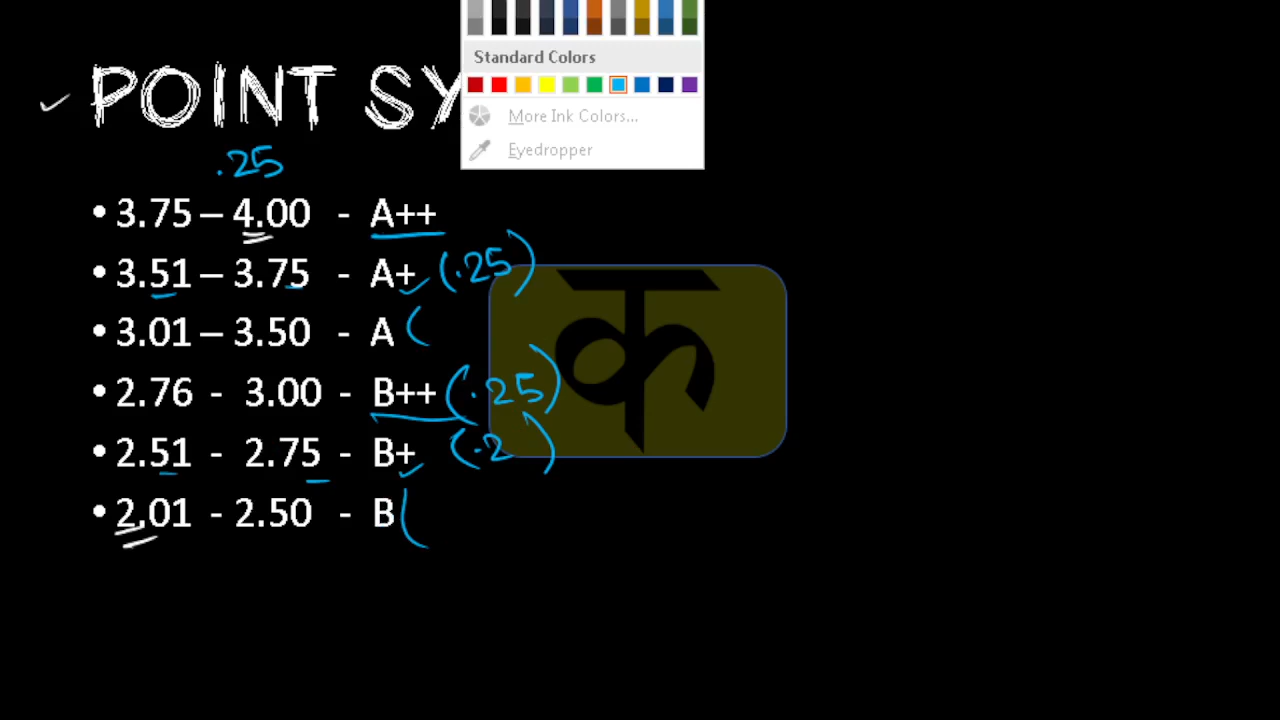 Standard Colors
POINT SY
More Ink Colors...
Eyedropper
.25
• 3.75 – 4.00 - A++
• 3.51 – 3.75 - A+ (.25)
• 3.01 – 3.50 - A (
• 2.76 - 3.00 - B++ (.25)
• 2.51 - 2.75 - B+ (.2 )
• 2.01 - 2.50 - B (
क